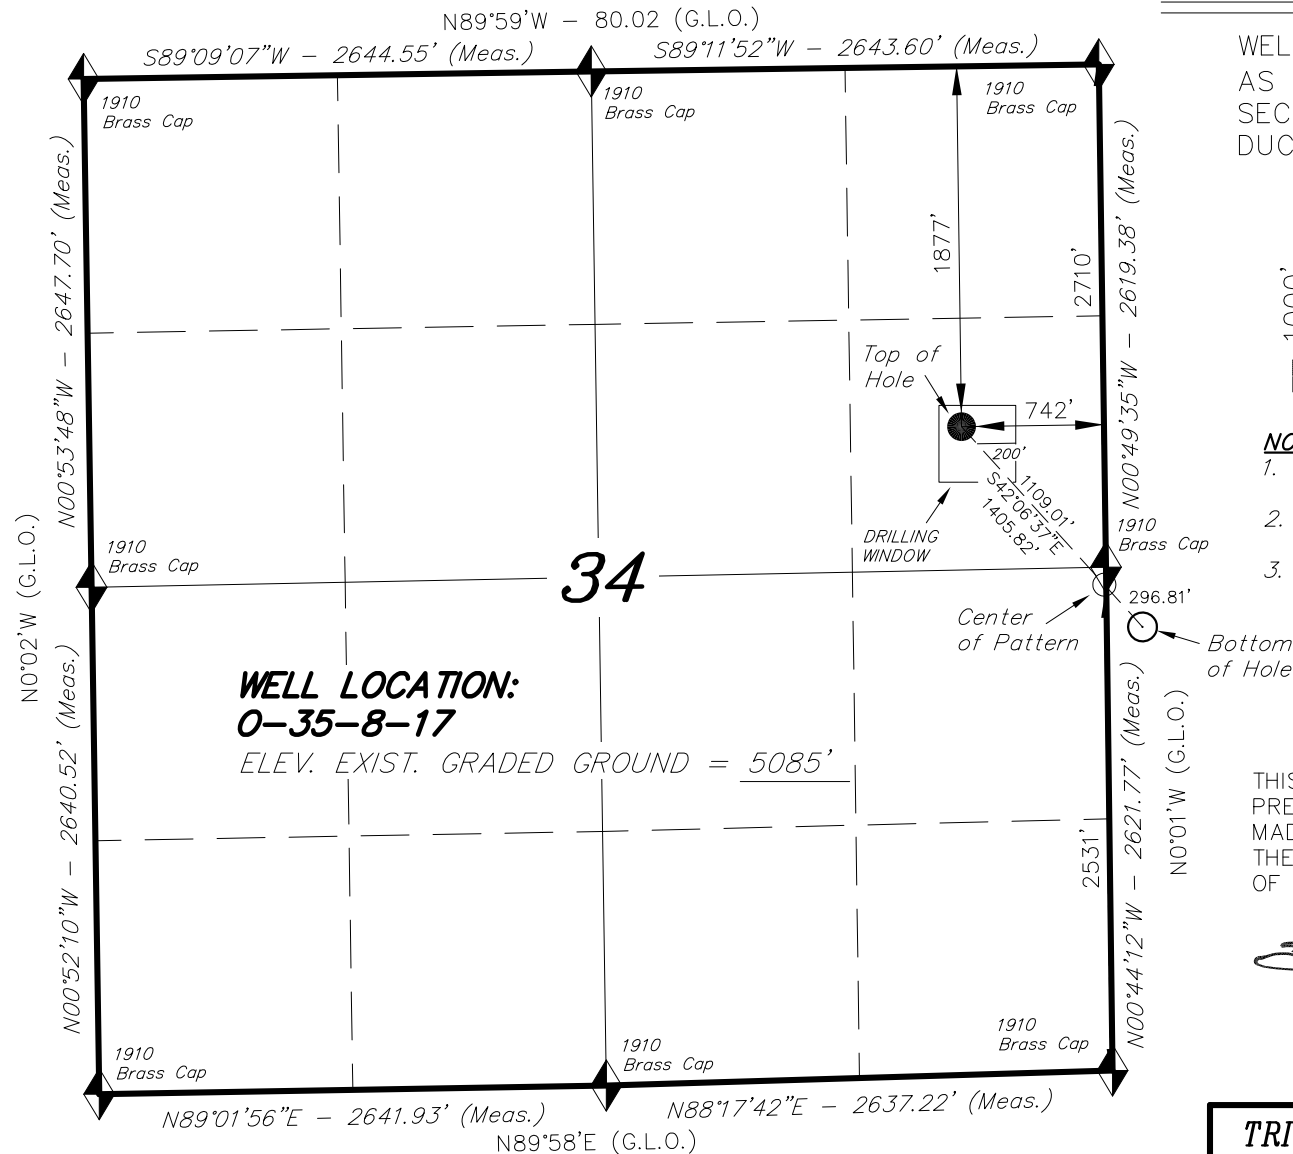 N89°59'W - 80.02 (G.L.O.)
S89°09'07"W - 2644.55' (Meas.)
S89°11'52"W - 2643.60' (Meas.)
WEL
AS
SEC
DUC
1910
Brass Cap
1910
Brass Cap
1910
Brass Cap
N00°53'48"W - 2647.70' (Meas.)
1877'
2710'
N00°49'35"W - 2619.38' (Meas.)
1000'
Top of
Hole
742'
200'
1109.01'
S42°06'37"E
1405.82'
DRILLING
WINDOW
NO
1.
2.
3.
1910
Brass Cap
1910
Brass Cap
N0°02'W (G.L.O.)
34
296.81'
Center
of Pattern
Bottom
of Hole
WELL LOCATION:
O-35-8-17
ELEV. EXIST. GRADED GROUND = 5085'
N00°52'10"W - 2640.52' (Meas.)
2531'
N00°44'12"W - 2621.77' (Meas.)
N0°01'W (G.L.O.)
THIS
PRE
MAD
THE
OF
1910
Brass Cap
1910
Brass Cap
1910
Brass Cap
N89°01'56"E - 2641.93' (Meas.)
N88°17'42"E - 2637.22' (Meas.)
N89°58'E (G.L.O.)
TRI